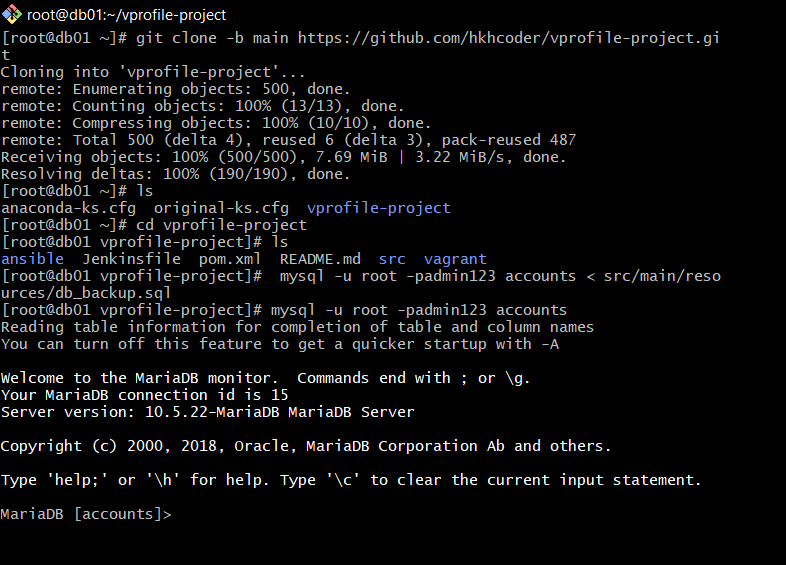 root@db01:~/vprofile-project
[root@db01 ~]# git clone -b main https://github.com/hkhcoder/vprofile-project.gi
t
Cloning into 'vprofile-project'...
remote: Enumerating objects: 500, done.
remote: Counting objects: 100% (13/13), done.
remote: Compressing objects: 100% (10/10), done.
remote: Total 500 (delta 4), reused 6 (delta 3), pack-reused 487
Receiving objects: 100% (500/500), 7.69 MiB | 3.22 MiB/s, done.
Resolving deltas: 100% (190/190), done.
[root@db01 ~]# ls
anaconda-ks.cfg  original-ks.cfg  vprofile-project
[root@db01 ~]# cd vprofile-project
[root@db01 vprofile-project]# ls
ansible  Jenkinsfile  pom.xml  README.md  src  vagrant
[root@db01 vprofile-project]#  mysql -u root -padmin123 accounts < src/main/reso
urces/db_backup.sql
[root@db01 vprofile-project]# mysql -u root -padmin123 accounts
Reading table information for completion of table and column names
You can turn off this feature to get a quicker startup with -A
Welcome to the MariaDB monitor.  Commands end with ; or \g.
Your MariaDB connection id is 15
Server version: 10.5.22-MariaDB MariaDB Server
Copyright (c) 2000, 2018, Oracle, MariaDB Corporation Ab and others.
Type 'help;' or '\h' for help. Type '\c' to clear the current input statement.
MariaDB [accounts]>